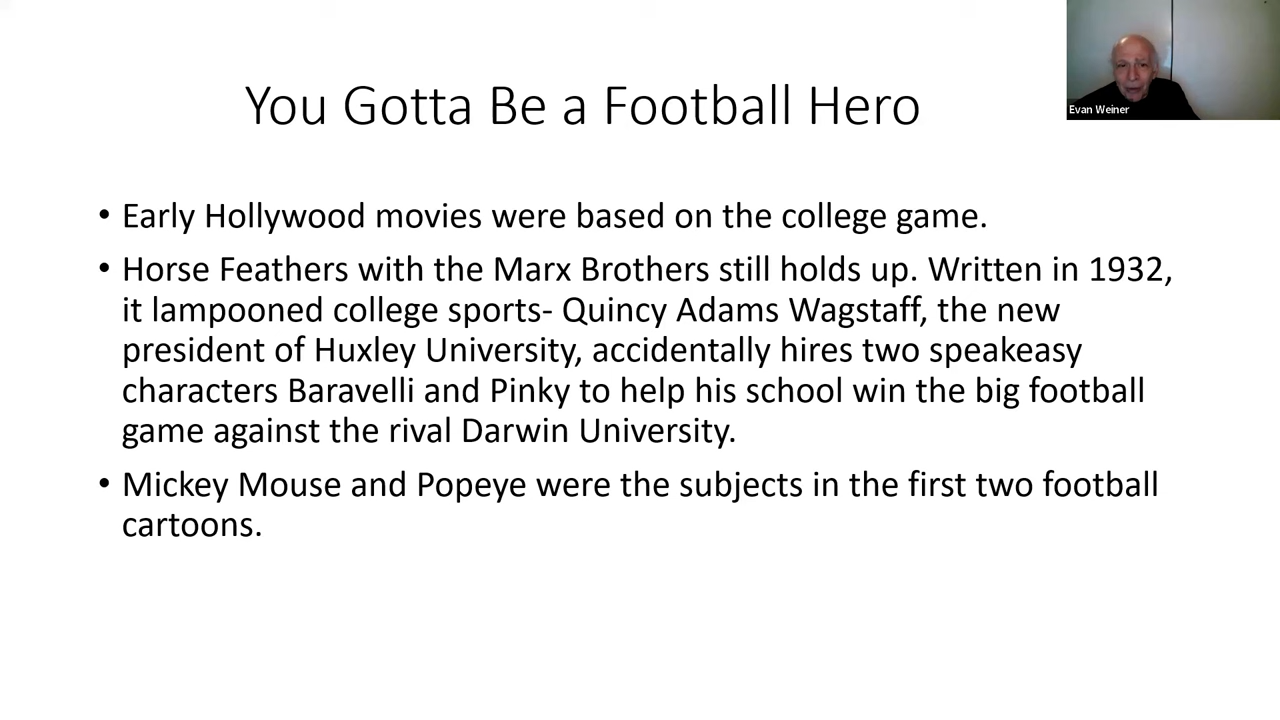 You Gotta Be a Football Hero
Evan Weiner
• Early Hollywood movies were based on the college game.
• Horse Feathers with the Marx Brothers still holds up. Written in 1932,
it lampooned college sports- Quincy Adams Wagstaff, the new
president of Huxley University, accidentally hires two speakeasy
characters Baravelli and Pinky to help his school win the big football
game against the rival Darwin University.
• Mickey Mouse and Popeye were the subjects in the first two football
cartoons.